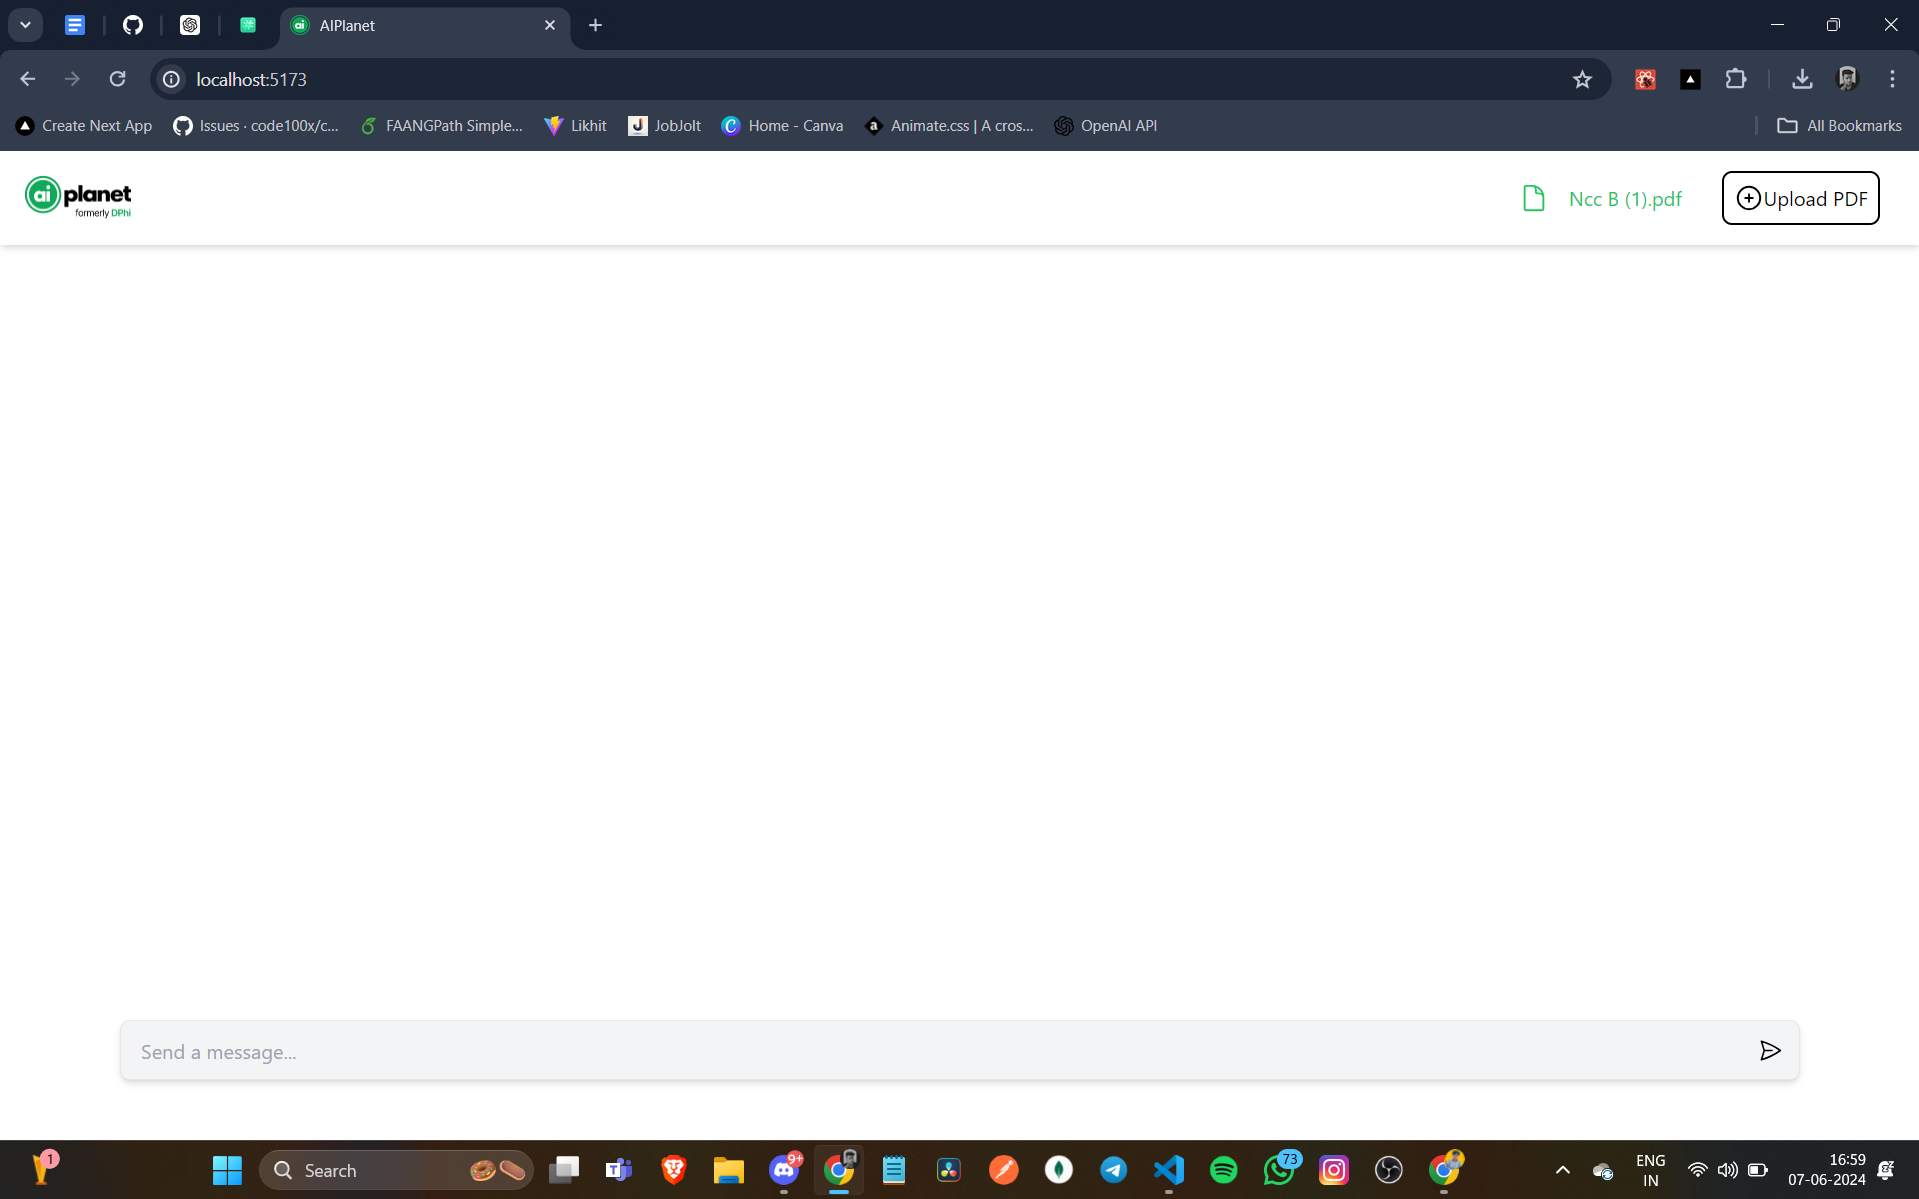 AIPlanet
localhost:5173
Create Next App
Issues · code100x/c...
FAANGPath Simple...
Likhit
JobJolt
Home - Canva
Animate.css | A cros...
OpenAI API
All Bookmarks
ai planet
formerly DPhi
Ncc B (1).pdf
Upload PDF
Send a message...
1
Search
9+
73
ENG
IN
16:59
07-06-2024